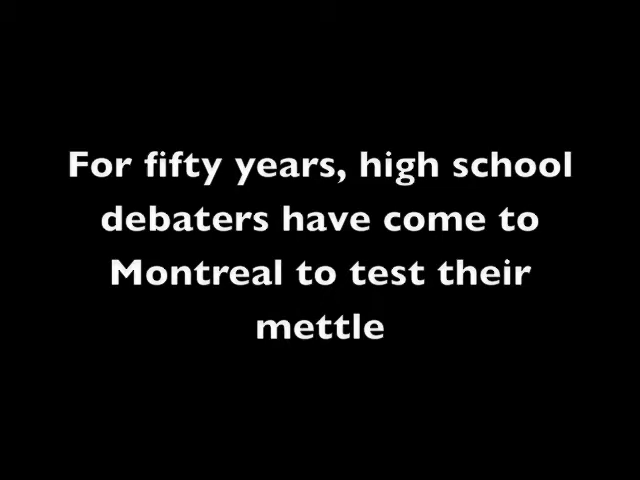 For fifty years, high school
debaters have come to
Montreal to test their
mettle